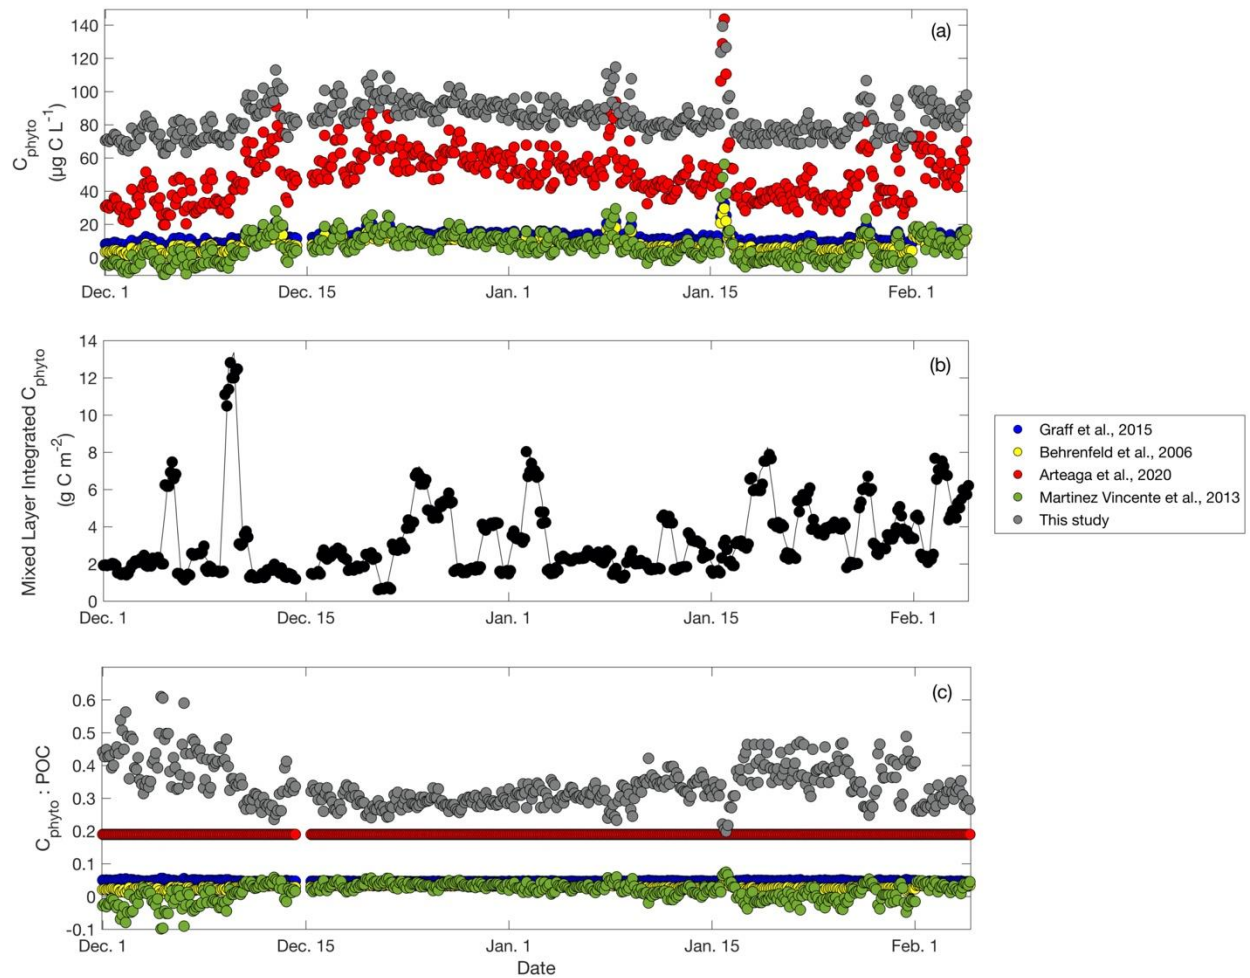 (a)
C_phyto
(µg C L⁻¹)
140
120
100
80
60
40
20
0
Dec. 1
Dec. 15
Jan. 1
Jan. 15
Feb. 1
(b)
Mixed Layer Integrated C_phyto
(g C m⁻²)
14
12
10
8
6
4
2
0
Dec. 1
Dec. 15
Jan. 1
Jan. 15
Feb. 1
Graff et al., 2015
Behrenfeld et al., 2006
Arteaga et al., 2020
Martinez Vincente et al., 2013
This study
(c)
C_phyto : POC
0.6
0.5
0.4
0.3
0.2
0.1
0
-0.1
Dec. 1
Dec. 15
Jan. 1
Jan. 15
Feb. 1
Date